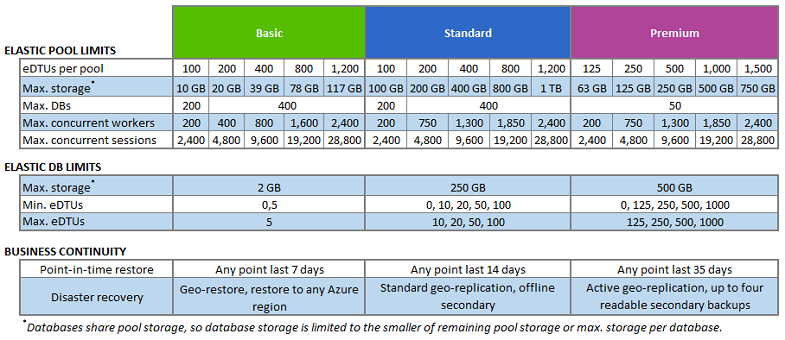 Basic Standard Premium
ELASTIC POOL LIMITS
eDTUs per pool 100 200 400 800 1,200 100 200 400 800 1,200 125 250 500 1,000 1,500
Max. storage* 10 GB 20 GB 39 GB 78 GB 117 GB 100 GB 200 GB 400 GB 800 GB 1 TB 63 GB 125 GB 250 GB 500 GB 750 GB
Max. DBs 200 400 200 400 50
Max. concurrent workers 200 400 800 1,600 2,400 200 750 1,300 1,850 2,400 200 750 1,300 1,850 2,400
Max. concurrent sessions 2,400 4,800 9,600 19,200 28,800 2,400 4,800 9,600 19,200 28,800 2,400 4,800 9,600 19,200 28,800
ELASTIC DB LIMITS
Max. storage* 2 GB 250 GB 500 GB
Min. eDTUs 0,5 0, 10, 20, 50, 100 0, 125, 250, 500, 1000
Max. eDTUs 5 10, 20, 50, 100 125, 250, 500, 1000
BUSINESS CONTINUITY
Point-in-time restore Any point last 7 days Any point last 14 days Any point last 35 days
Disaster recovery Geo-restore, restore to any Azure region Standard geo-replication, offline secondary Active geo-replication, up to four readable secondary backups
*Databases share pool storage, so database storage is limited to the smaller of remaining pool storage or max. storage per database.